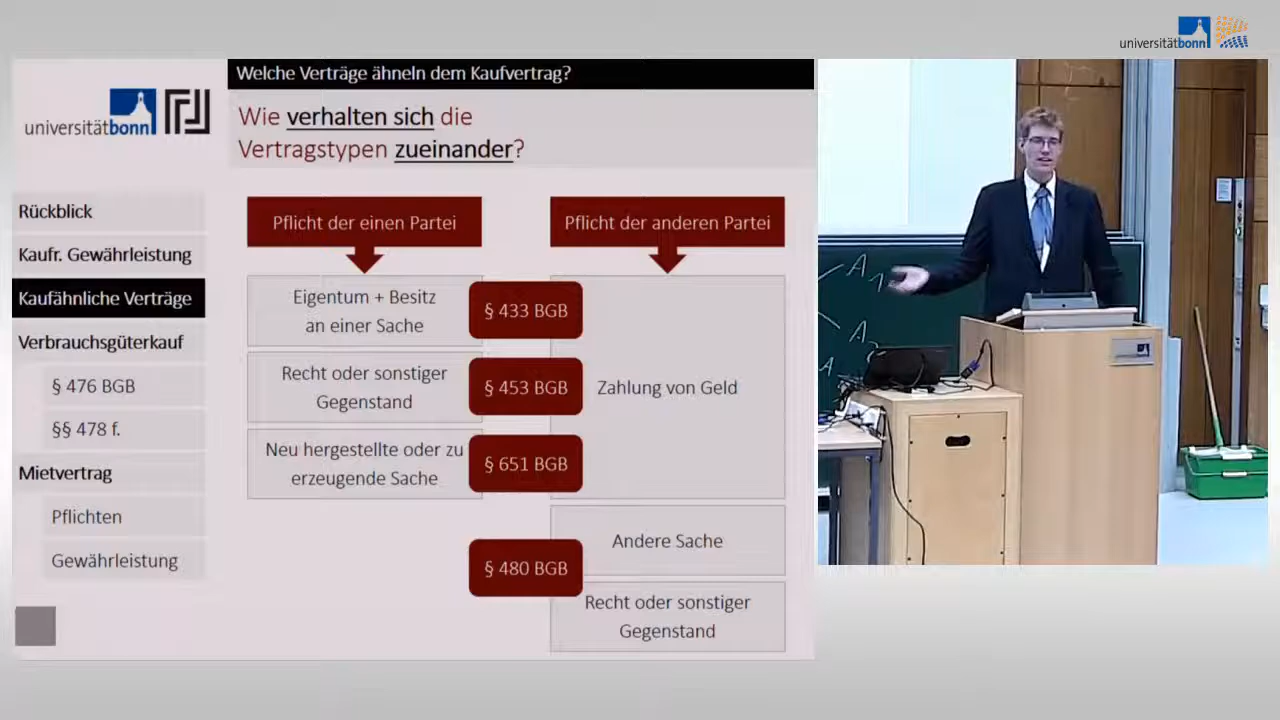 universitätbonn
Welche Verträge ähneln dem Kaufvertrag?
universitätbonn
Wie verhalten sich die
Vertragstypen zueinander?
Rückblick
Kaufr. Gewährleistung
Kaufähnliche Verträge
Verbrauchsgüterkauf
§ 476 BGB
§§ 478 f.
Mietvertrag
Pflichten
Gewährleistung
Pflicht der einen Partei
Pflicht der anderen Partei
Eigentum + Besitz
an einer Sache
§ 433 BGB
Recht oder sonstiger
Gegenstand
§ 453 BGB
Zahlung von Geld
Neu hergestellte oder zu
erzeugende Sache
§ 651 BGB
§ 480 BGB
Andere Sache
Recht oder sonstiger
Gegenstand
A
A
A